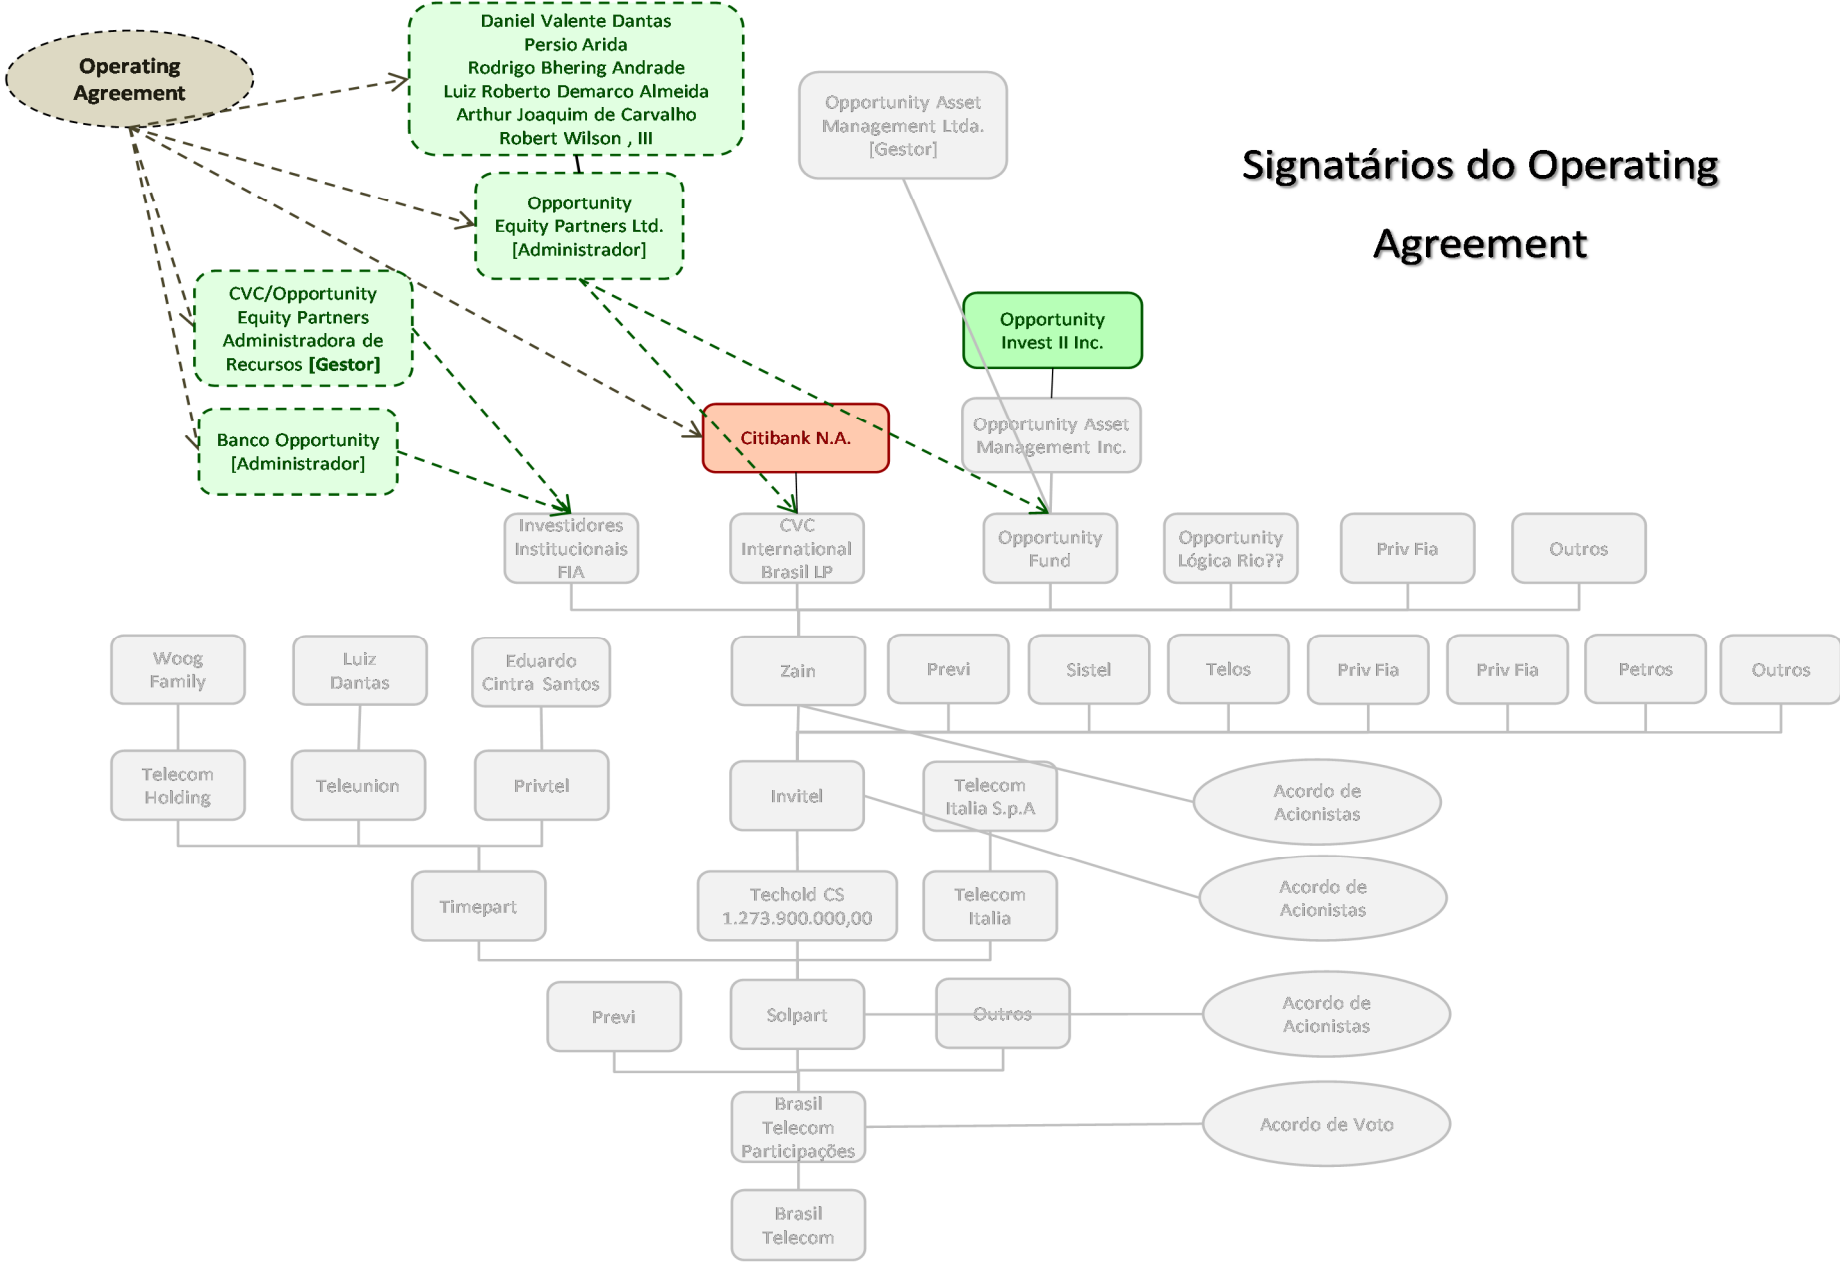 Operating
Agreement
Daniel Valente Dantas
Persio Arida
Rodrigo Bhering Andrade
Luiz Roberto Demarco Almeida
Arthur Joaquim de Carvalho
Robert Wilson , III
Opportunity Asset
Management Ltda.
[Gestor]
Signatários do Operating
Agreement
Opportunity
Equity Partners Ltd.
[Administrador]
CVC/Opportunity
Equity Partners
Administradora de
Recursos [Gestor]
Opportunity
Invest II Inc.
Banco Opportunity
[Administrador]
Citibank N.A.
Opportunity Asset
Management Inc.
Investidores
Institucionais
FIA
CVC
International
Brasil LP
Opportunity
Fund
Opportunity
Lógica Rio??
Priv Fia
Outros
Woog
Family
Luiz
Dantas
Eduardo
Cintra Santos
Zain
Previ
Sistel
Telos
Priv Fia
Priv Fia
Petros
Outros
Telecom
Holding
Teleunion
Privtel
Invitel
Telecom
Italia S.p.A
Acordo de
Acionistas
Timepart
Techold CS
1.273.900.000,00
Telecom
Italia
Acordo de
Acionistas
Previ
Solpart
Outros
Acordo de
Acionistas
Brasil
Telecom
Participações
Acordo de Voto
Brasil
Telecom